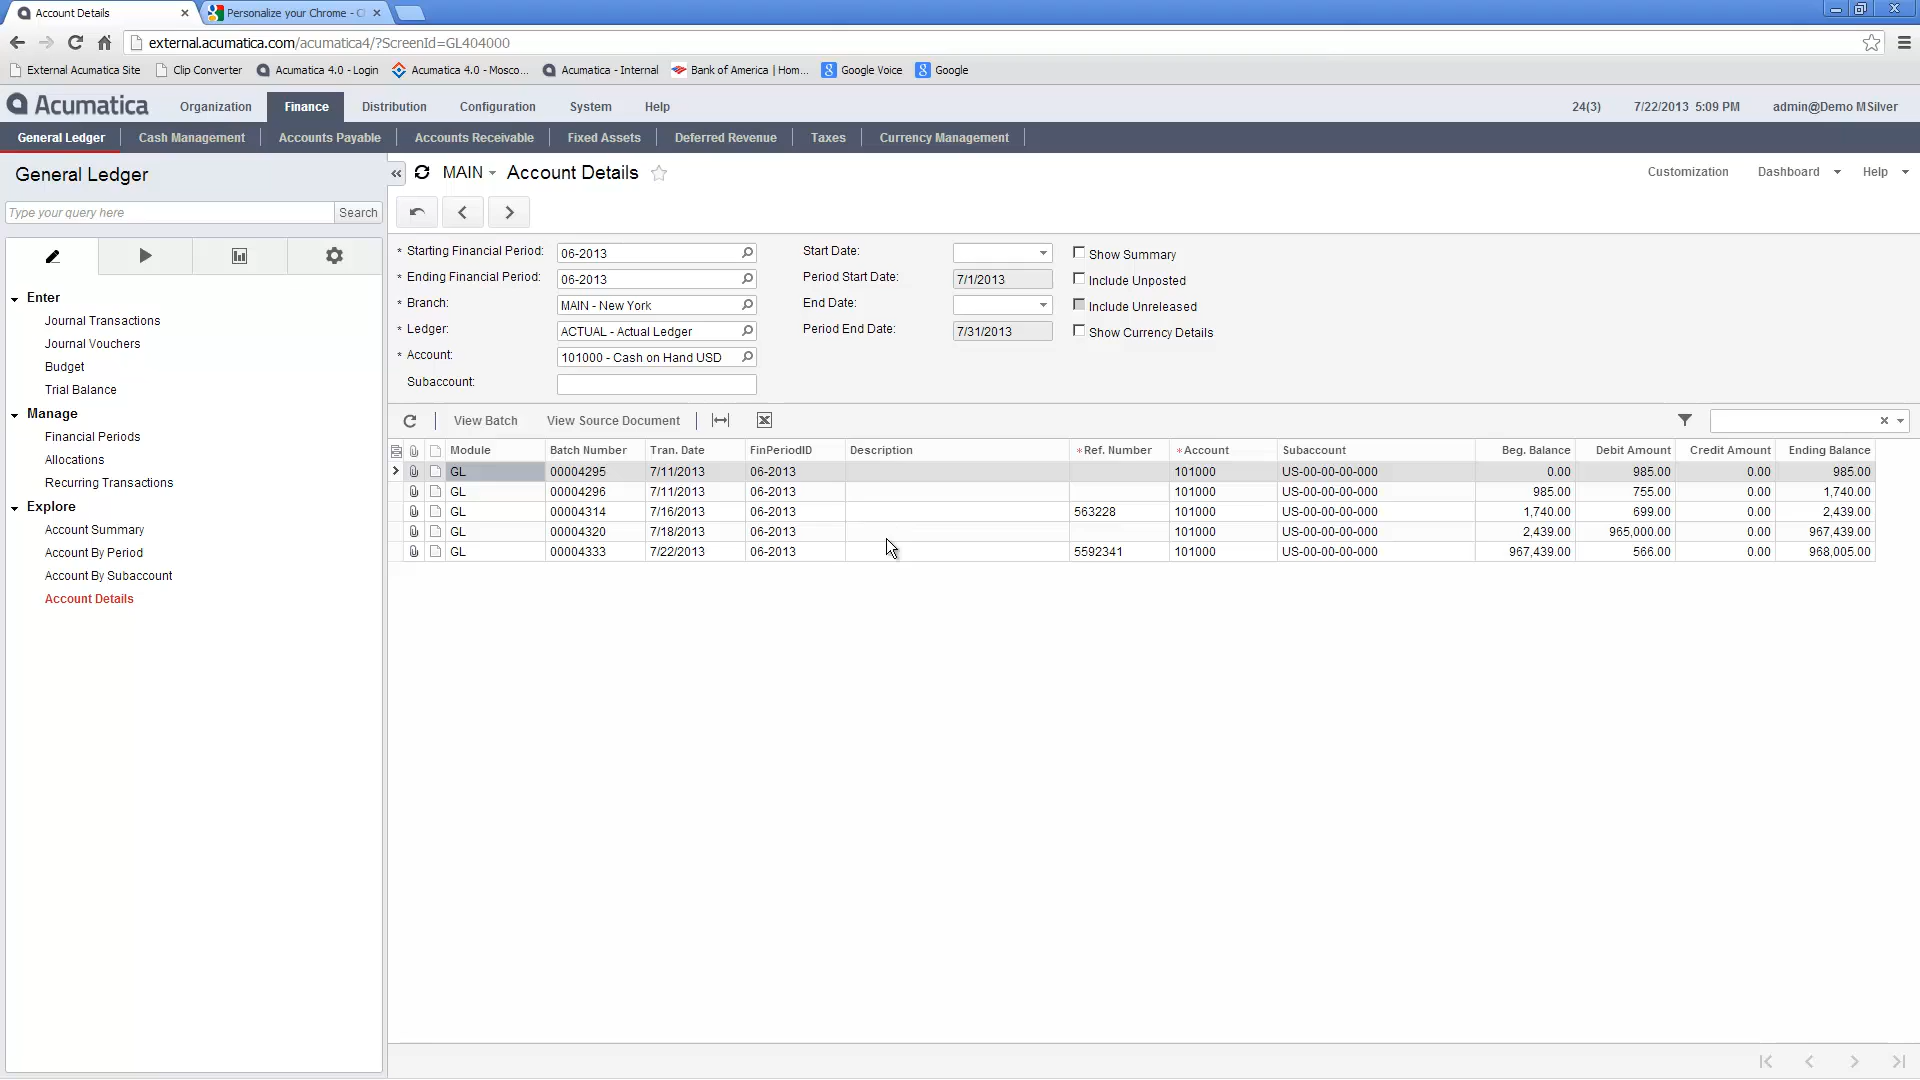 Account Details
Personalize your Chrome - C
external.acumatica.com/acumatica4/?ScreenId=GL404000
External Acumatica Site Clip Converter Acumatica 4.0 - Login Acumatica 4.0 - Mosco... Acumatica - Internal Bank of America | Hom... Google Voice Google
Acumatica Organization Finance Distribution Configuration System Help 24(3) 7/22/2013 5:09 PM admin@Demo MSilver
General Ledger Cash Management Accounts Payable Accounts Receivable Fixed Assets Deferred Revenue Taxes Currency Management
General Ledger
Type your query here Search
Enter
Journal Transactions
Journal Vouchers
Budget
Trial Balance
Manage
Financial Periods
Allocations
Recurring Transactions
Explore
Account Summary
Account By Period
Account By Subaccount
Account Details
MAIN Account Details Customization Dashboard Help
* Starting Financial Period: 06-2013 Start Date: Show Summary
* Ending Financial Period: 06-2013 Period Start Date: 7/1/2013 Include Unposted
* Branch: MAIN - New York End Date: Include Unreleased
* Ledger: ACTUAL - Actual Ledger Period End Date: 7/31/2013 Show Currency Details
* Account: 101000 - Cash on Hand USD
Subaccount:
View Batch View Source Document
Module Batch Number Tran. Date FinPeriodID Description *Ref. Number *Account Subaccount Beg. Balance Debit Amount Credit Amount Ending Balance
GL 00004295 7/11/2013 06-2013 101000 US-00-00-00-000 0.00 985.00 0.00 985.00
GL 00004296 7/11/2013 06-2013 101000 US-00-00-00-000 985.00 755.00 0.00 1,740.00
GL 00004314 7/16/2013 06-2013 563228 101000 US-00-00-00-000 1,740.00 699.00 0.00 2,439.00
GL 00004320 7/18/2013 06-2013 101000 US-00-00-00-000 2,439.00 965,000.00 0.00 967,439.00
GL 00004333 7/22/2013 06-2013 5592341 101000 US-00-00-00-000 967,439.00 566.00 0.00 968,005.00